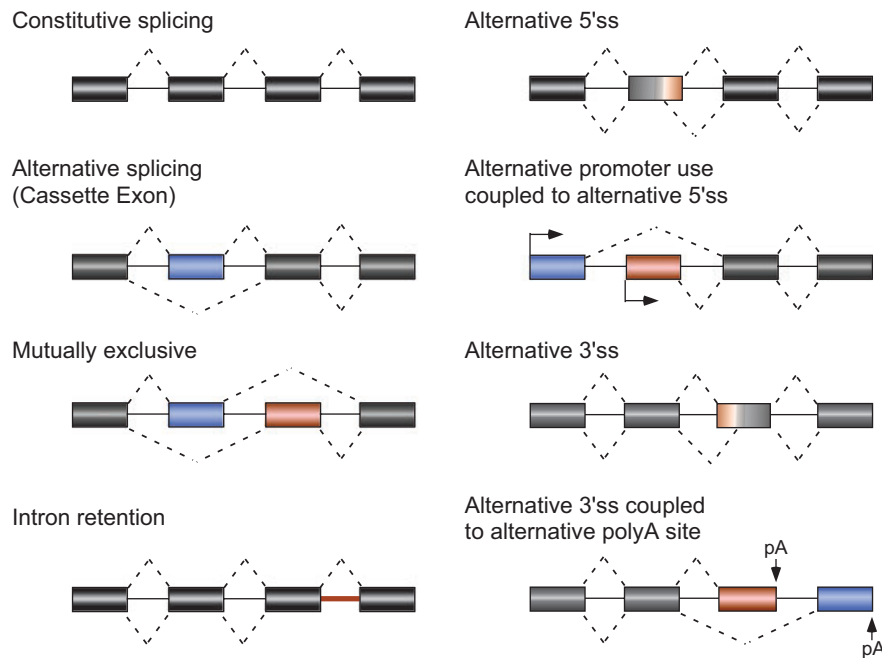 Constitutive splicing
Alternative splicing
(Cassette Exon)
Mutually exclusive
Intron retention
Alternative 5'ss
Alternative promoter use
coupled to alternative 5'ss
Alternative 3'ss
Alternative 3'ss coupled
to alternative polyA site
pA
pA